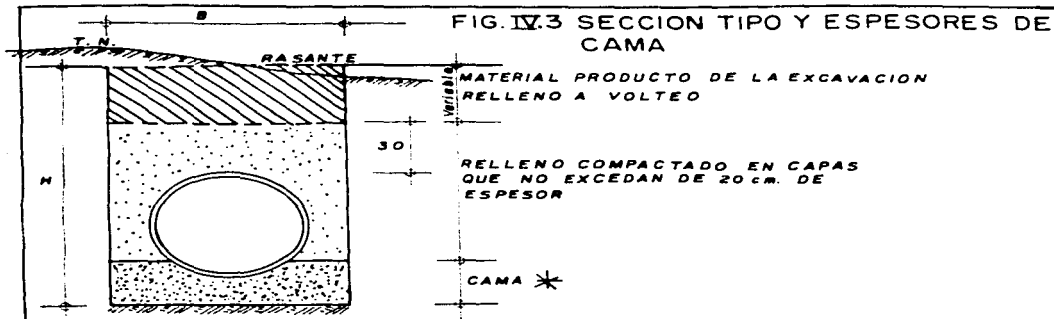 FIG. IV.3 SECCION TIPO Y ESPESORES DE
CAMA
B
T. N.
RASANTE
MATERIAL PRODUCTO DE LA EXCAVACION
RELLENO A VOLTEO
Variable
30
H
RELLENO COMPACTADO EN CAPAS
QUE NO EXCEDAN DE 20 cm. DE
ESPESOR
CAMA *